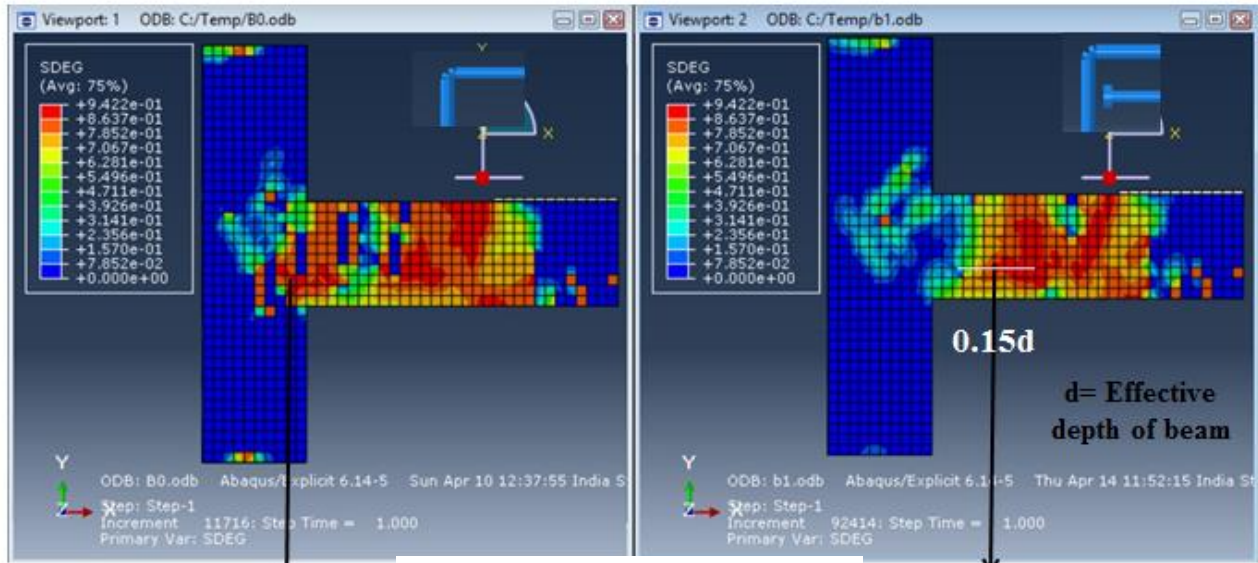 Viewport: 1 ODB: C:/Temp/B0.odb
SDEG
(Avg: 75%)
+9.422e-01
+8.637e-01
+7.852e-01
+7.067e-01
+6.281e-01
+5.496e-01
+4.711e-01
+3.926e-01
+3.141e-01
+2.356e-01
+1.570e-01
+7.852e-02
+0.000e+00
Y
X
Z
Y
Z X
ODB: B0.odb Abaqus/Explicit 6.14-5 Sun Apr 10 12:37:55 India S
Step: Step-1
Increment 11716: Step Time = 1.000
Primary Var: SDEG
Viewport: 2 ODB: C:/Temp/b1.odb
SDEG
(Avg: 75%)
+9.422e-01
+8.637e-01
+7.852e-01
+7.067e-01
+6.281e-01
+5.496e-01
+4.711e-01
+3.926e-01
+3.141e-01
+2.356e-01
+1.570e-01
+7.852e-02
+0.000e+00
X
0.15d
d= Effective
depth of beam
Y
Z X
ODB: b1.odb Abaqus/Explicit 6.14-5 Thu Apr 14 11:52:15 India St
Step: Step-1
Increment 92414: Step Time = 1.000
Primary Var: SDEG